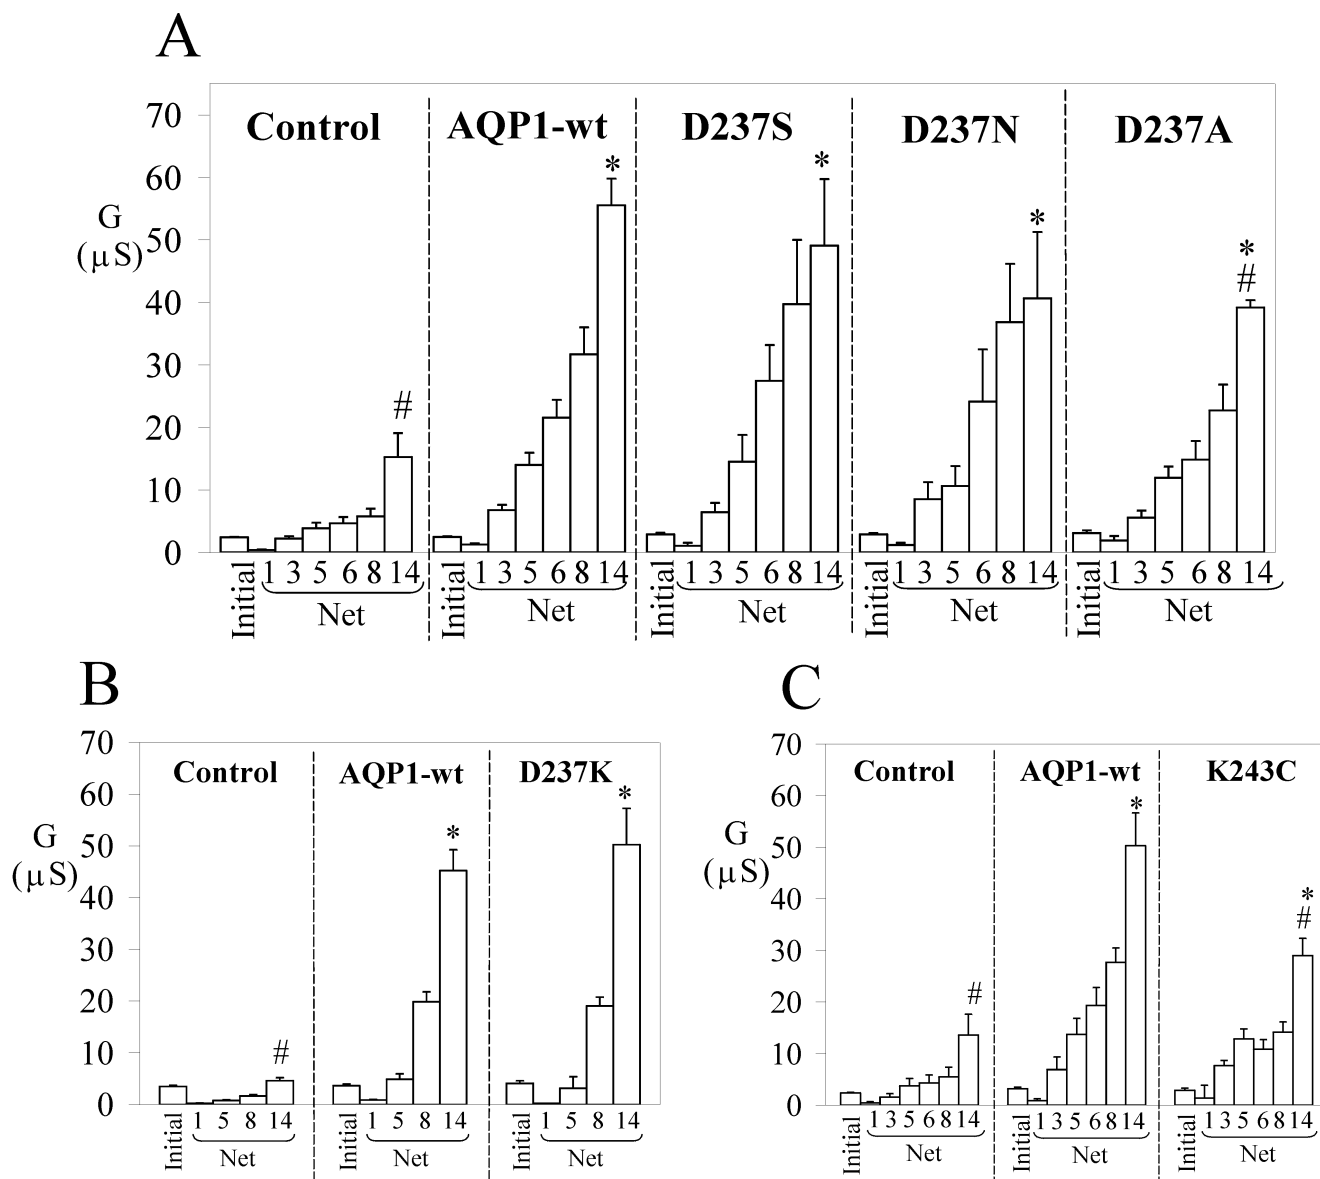 A
70
60
50
40
30
20
10
0
G
(μS)
Control AQP1-wt D237S D237N D237A
* * * *
# #
Initial 1 3 5 6 8 14 Initial 1 3 5 6 8 14 Initial 1 3 5 6 8 14 Initial 1 3 5 6 8 14 Initial 1 3 5 6 8 14
Net Net Net Net Net
B
70
60
50
40
30
20
10
0
G
(μS)
Control AQP1-wt D237K
# * *
Initial 1 5 8 14 Initial 1 5 8 14 Initial 1 5 8 14
Net Net Net
C
70
60
50
40
30
20
10
0
G
(μS)
Control AQP1-wt K243C
* *
# #
Initial 1 3 5 6 8 14 Initial 1 3 5 6 8 14 Initial 1 3 5 6 8 14
Net Net Net